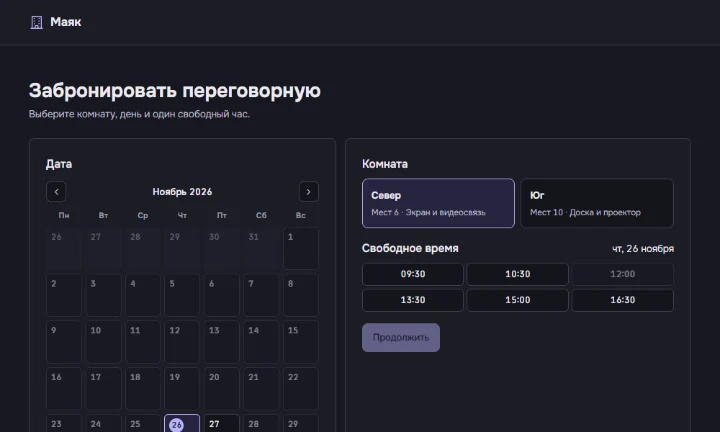 Маяк
Забронировать переговорную
Выберите комнату, день и один свободный час.
Дата
Ноябрь 2026
Пн Вт Ср Чт Пт Сб Вс
26 27 28 29 30 31 1
2 3 4 5 6 7 8
9 10 11 12 13 14 15
16 17 18 19 20 21 22
23 24 25 26 27 28 29
Комната
Север
Мест 6 · Экран и видеосвязь
Юг
Мест 10 · Доска и проектор
Свободное время
чт, 26 ноября
09:30 10:30 12:00
13:30 15:00 16:30
Продолжить